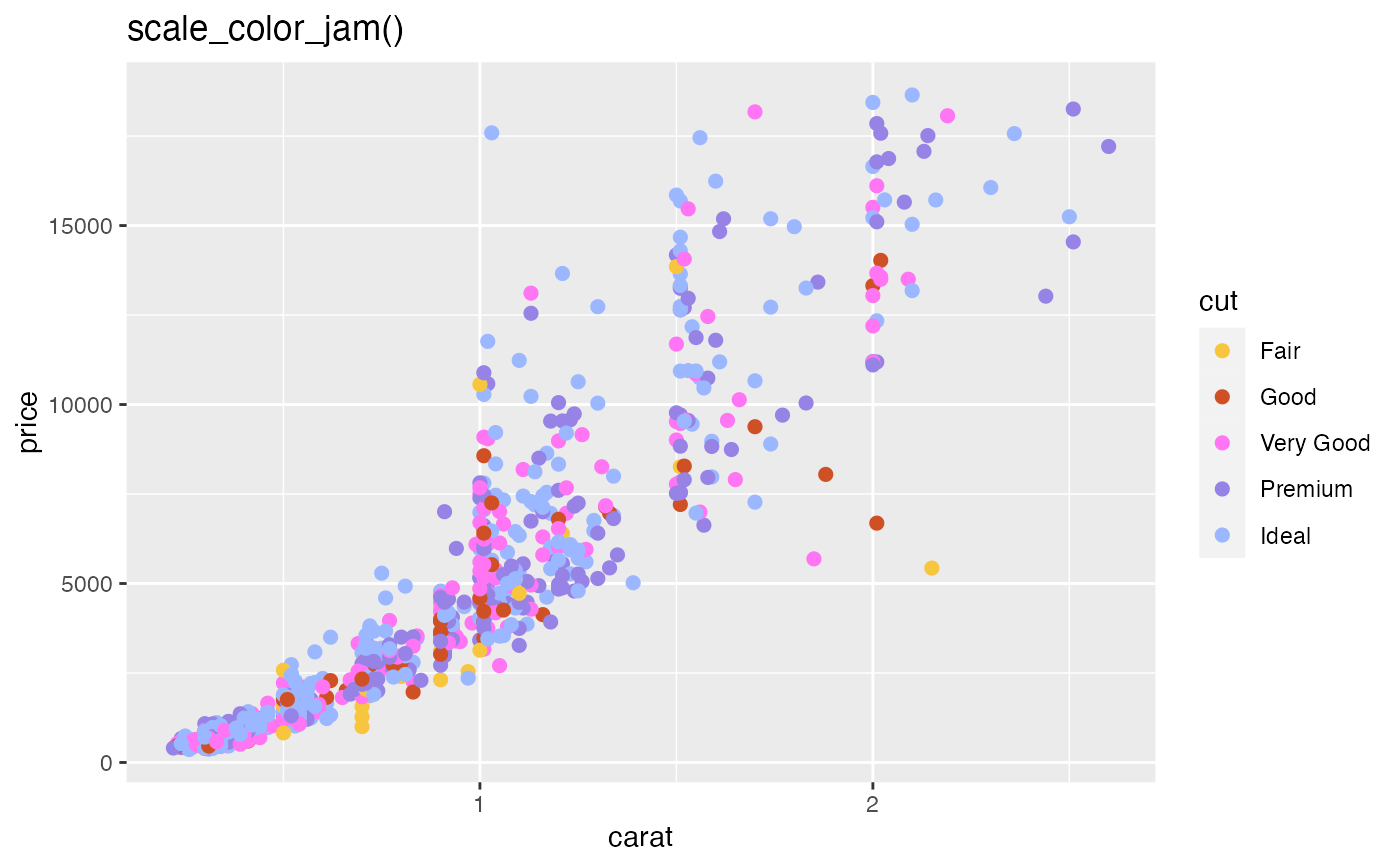 scale_color_jam()
price
15000
10000
5000
0
1
2
carat
cut
Fair
Good
Very Good
Premium
Ideal